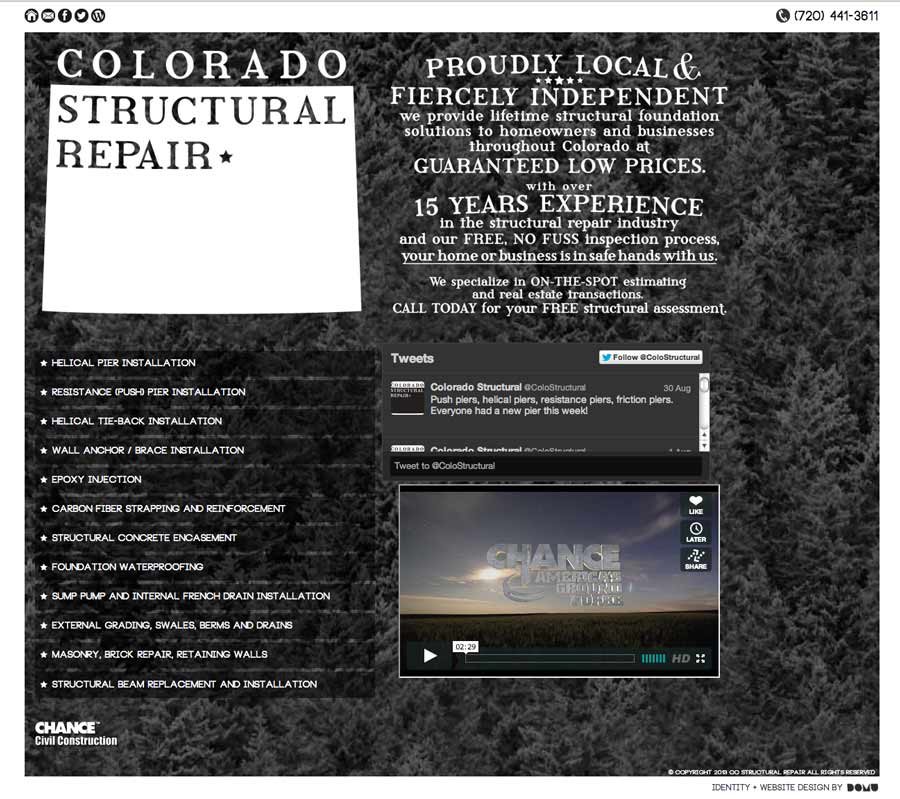 (720) 441-3611
COLORADO
STRUCTURAL
REPAIR
PROUDLY LOCAL &
FIERCELY INDEPENDENT
we provide lifetime structural foundation
solutions to homeowners and businesses
throughout Colorado at
GUARANTEED LOW PRICES.
with over
15 YEARS EXPERIENCE
in the structural repair industry
and our FREE, NO FUSS inspection process,
your home or business is in safe hands with us.
We specialize in ON-THE-SPOT estimating
and real estate transactions.
CALL TODAY for your FREE structural assessment.
HELICAL PIER INSTALLATION
RESISTANCE (PUSH) PIER INSTALLATION
HELICAL TIE-BACK INSTALLATION
WALL ANCHOR / BRACE INSTALLATION
EPOXY INJECTION
CARBON FIBER STRAPPING AND REINFORCEMENT
STRUCTURAL CONCRETE ENCASEMENT
FOUNDATION WATERPROOFING
SUMP PUMP AND INTERNAL FRENCH DRAIN INSTALLATION
EXTERNAL GRADING, SWALES, BERMS AND DRAINS
MASONRY, BRICK REPAIR, RETAINING WALLS
STRUCTURAL BEAM REPLACEMENT AND INSTALLATION
CHANCE™
Civil Construction
Tweets
Follow @ColoStructural
COLORADO
STRUCTURAL
REPAIR
Colorado Structural @ColoStructural 30 Aug
Push piers, helical piers, resistance piers, friction piers.
Everyone had a new pier this week!
COLORADO
Colorado Structural @ColoStructural
Tweet to @ColoStructural
LIKE
LATER
SHARE
CHANCE
AMERICA'S
GROUND
FORCE
02:29
HD
© COPYRIGHT 2013 CO STRUCTURAL REPAIR ALL RIGHTS RESERVED
IDENTITY + WEBSITE DESIGN BY DOMU